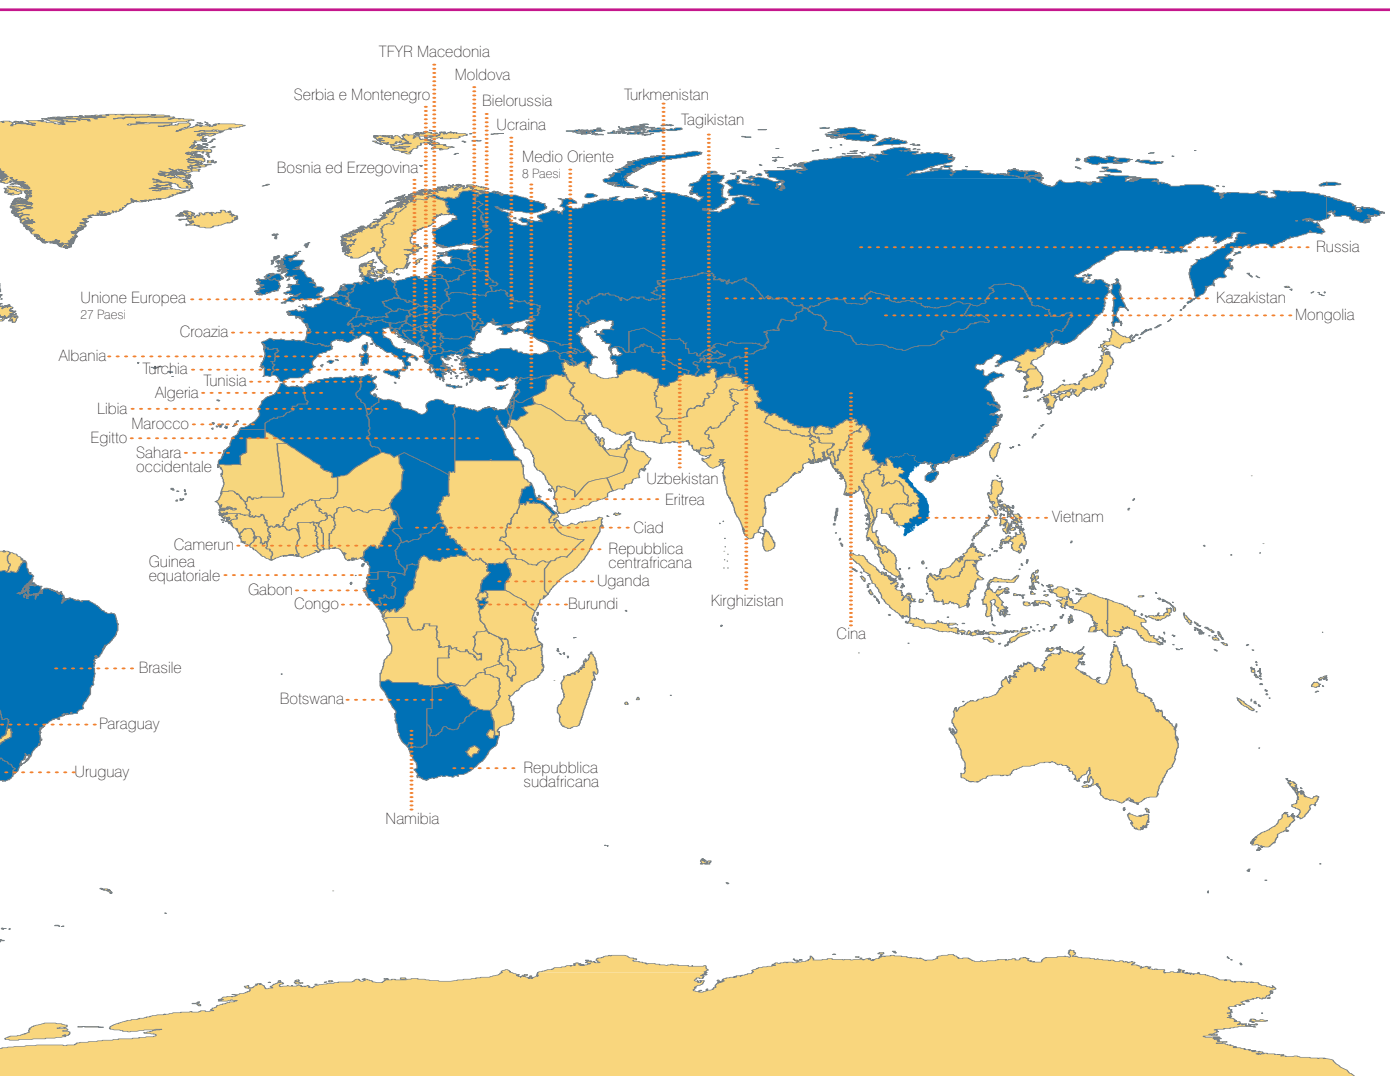 TFYR Macedonia
Moldova
Serbia e Montenegro
Bielorussia
Turkmenistan
Ucraina
Tagikistan
Medio Oriente
8 Paesi
Bosnia ed Erzegovina
Russia
Unione Europea
27 Paesi
Kazakistan
Mongolia
Croazia
Albania
Turchia
Tunisia
Algeria
Libia
Marocco
Egitto
Sahara
occidentale
Uzbekistan
Eritrea
Vietnam
Ciad
Camerun
Repubblica
centrafricana
Guinea
equatoriale
Uganda
Gabon
Congo
Burundi
Kirghizistan
Cina
Brasile
Botswana
Paraguay
Uruguay
Repubblica
sudafricana
Namibia